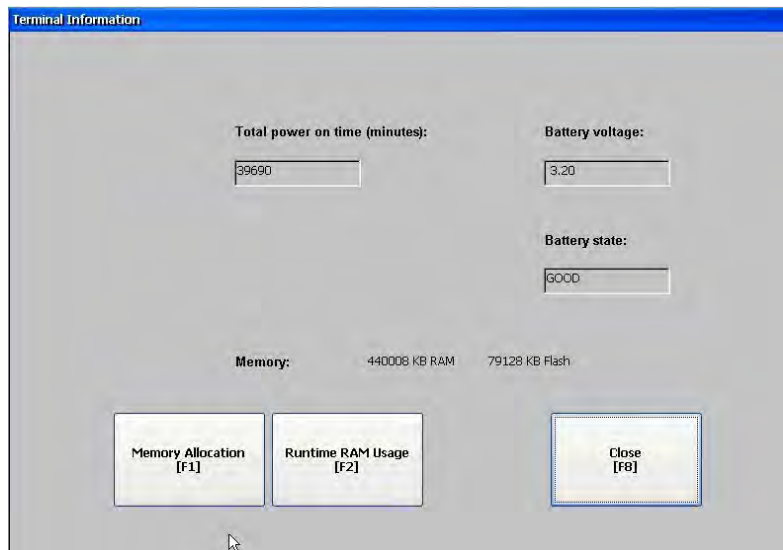 Terminal Information
Total power on time (minutes):
Battery voltage:
39690
3.20
Battery state:
GOOD
Memory:
440008 KB RAM
79128 KB Flash
Memory Allocation
[F1]
Runtime RAM Usage
[F2]
Close
[F8]